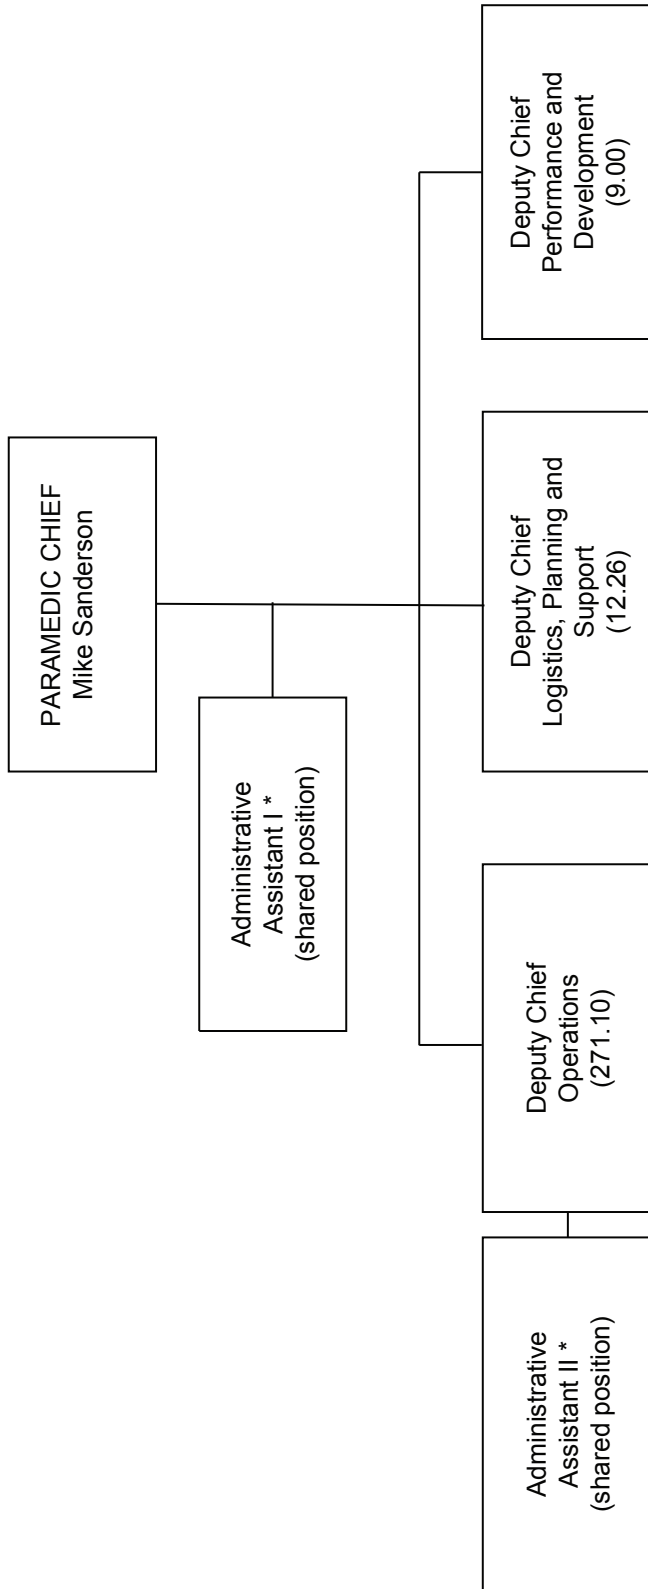 PARAMEDIC CHIEF
Mike Sanderson
Administrative
Assistant I *
(shared position)
Administrative
Assistant II *
(shared position)
Deputy Chief
Operations
(271.10)
Deputy Chief
Logistics, Planning and
Support
(12.26)
Deputy Chief
Performance and
Development
(9.00)